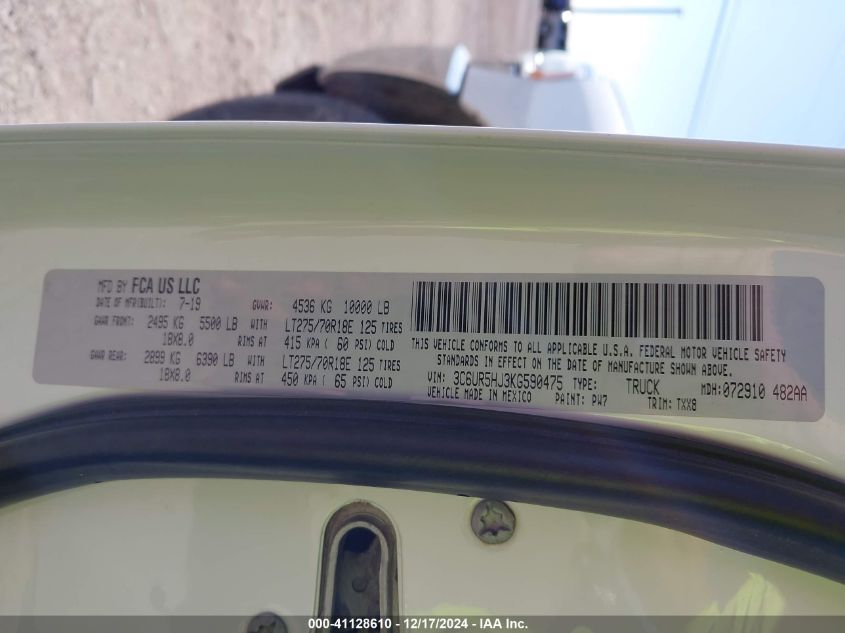 MFD BY FCA US LLC
DATE OF MFR(BUILT): 7-19 GVWR: 4536 KG 10000 LB
GAWR FRONT: 2495 KG 5500 LB WITH LT275/70R18E 125 TIRES
18X8.0 RIMS AT 415 KPA ( 60 PSI) COLD
GAWR REAR: 2899 KG 6390 LB WITH LT275/70R18E 125 TIRES
18X8.0 RIMS AT 450 KPA ( 65 PSI) COLD
THIS VEHICLE CONFORMS TO ALL APPLICABLE U.S.A. FEDERAL MOTOR VEHICLE SAFETY
STANDARDS IN EFFECT ON THE DATE OF MANUFACTURE SHOWN ABOVE.
VIN: 3C6UR5HJ3KG590475 TYPE: TRUCK MDH:072910 482AA
VEHICLE MADE IN MEXICO PAINT: PW7 TRIM: TXX8
000-41128610 - 12/17/2024 - IAA Inc.